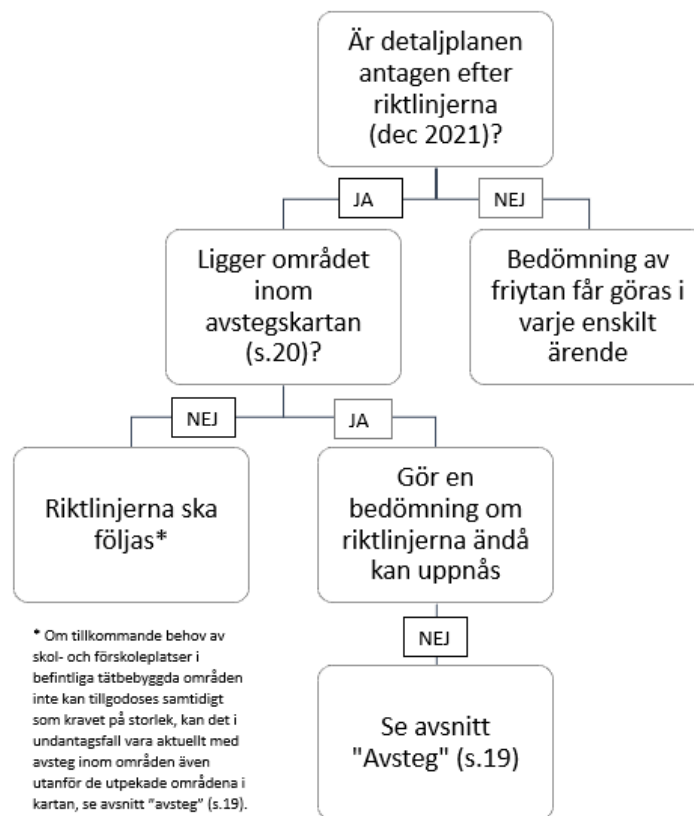 Är detaljplanen
antagen efter
riktlinjerna
(dec 2021)?
JA
NEJ
Ligger området
inom
avstegskartan
(s.20)?
Bedömning av
friytan får göras i
varje enskilt
ärende
NEJ
JA
Riktlinjerna ska
följas*
Gör en
bedömning om
riktlinjerna ändå
kan uppnås
* Om tillkommande behov av
skol- och förskoleplatser i
befintliga tätbebyggda områden
inte kan tillgodoses samtidigt
som kravet på storlek, kan det i
undantagsfall vara aktuellt med
avsteg inom områden även
utanför de utpekade områdena i
kartan, se avsnitt ”avsteg” (s.19).
NEJ
Se avsnitt
"Avsteg" (s.19)